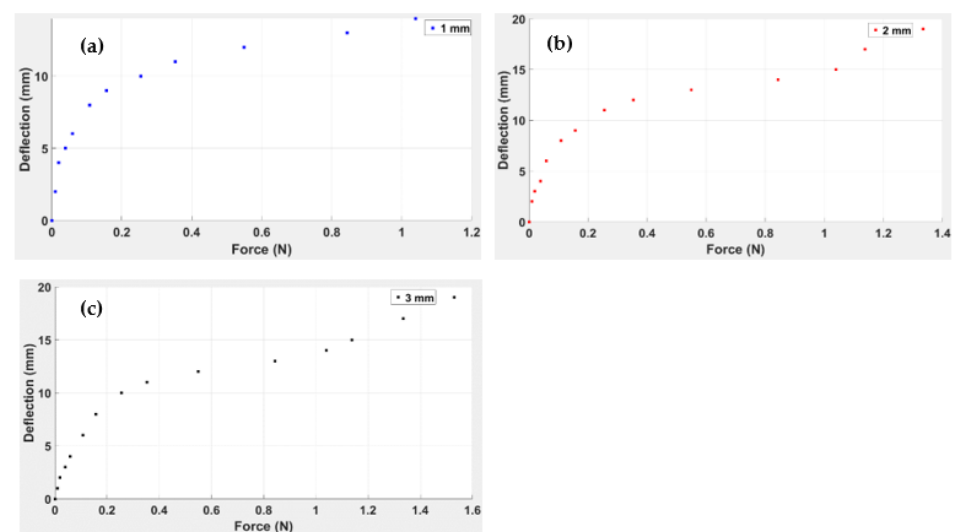 (a)
1 mm
Deflection (mm)
10
5
0
0 0.2 0.4 0.6 0.8 1 1.2
Force (N)
(b)
2 mm
Deflection (mm)
20
15
10
5
0
0 0.2 0.4 0.6 0.8 1 1.2 1.4
Force (N)
(c)
3 mm
Deflection (mm)
20
15
10
5
0
0 0.2 0.4 0.6 0.8 1 1.2 1.4 1.6
Force (N)